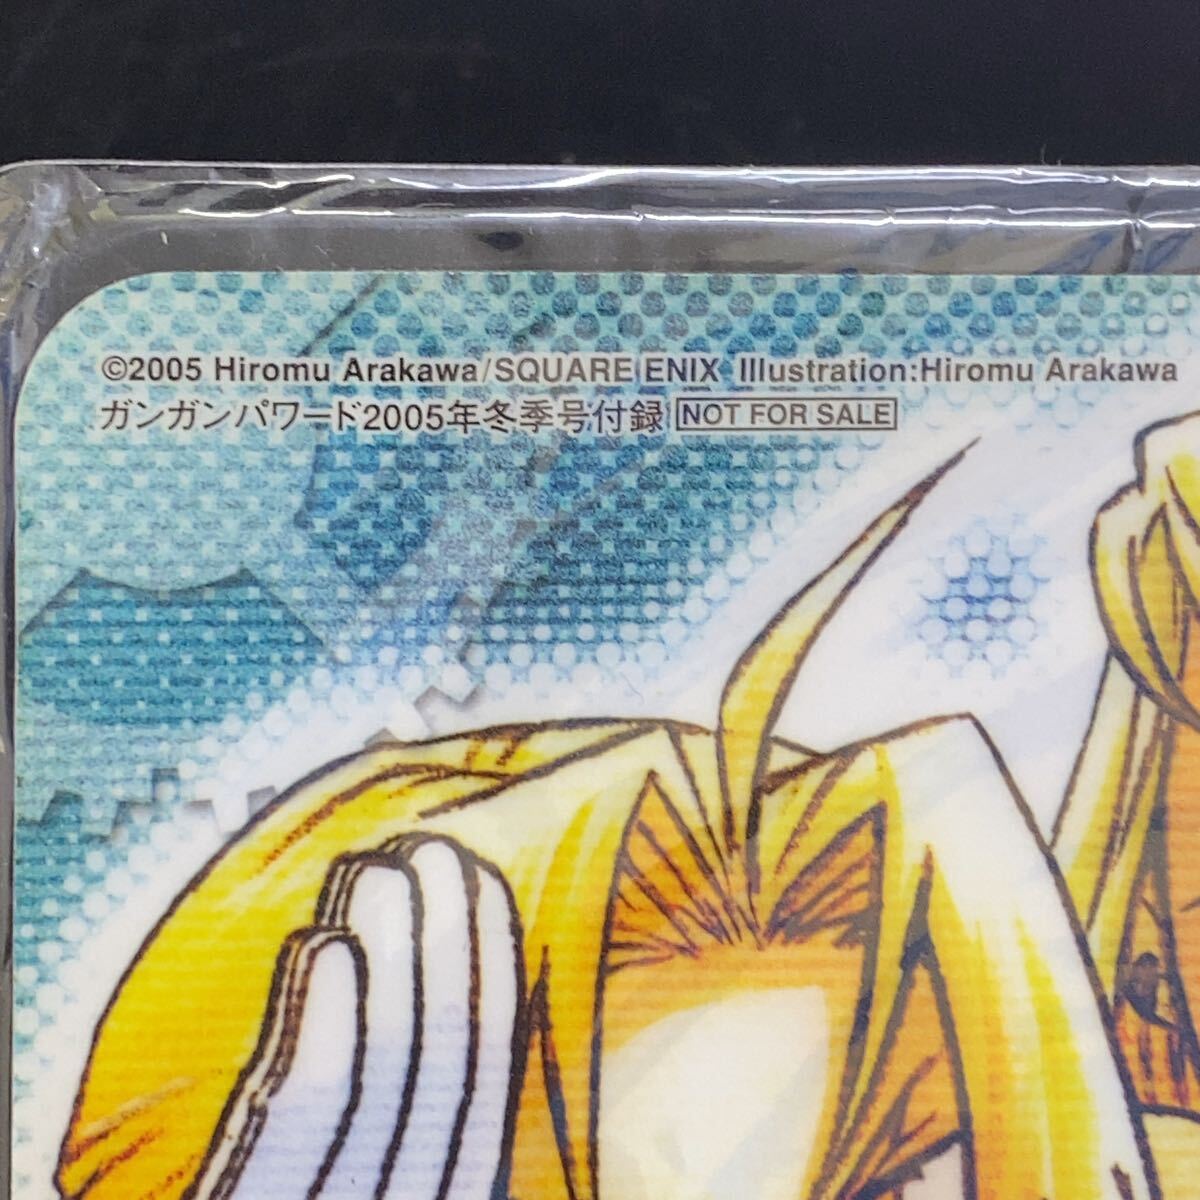 ©2005 Hiromu Arakawa/SQUARE ENIX Illustration:Hiromu Arakawa
ガンガンパワード2005年冬季号付録 NOT FOR SALE